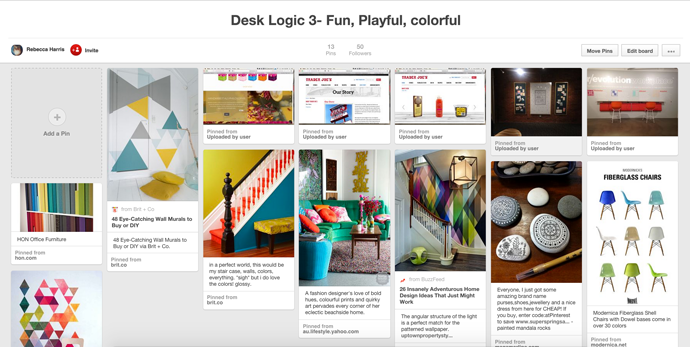 Desk Logic 3- Fun, Playful, colorful
Rebecca Harris
Invite
13
Pins
50
Followers
Move Pins
Edit board
Add a Pin
HON Office Furniture
Pinned from
hon.com
from Brit + Co.
48 Eye-Catching Wall Murals to
Buy or DIY
48 Eye-Catching Wall Murals to
Buy or DIY via Brit + Co.
Pinned from
brit.co
Pinned from
Uploaded by user
in a perfect world, this would be
my stair case, walls, colors,
everything. *sigh* but i do love
the colors! glossy.
Pinned from
brit.co
TRADER JOE'S
Our Story
Pinned from
Uploaded by user
A fashion designer's love of bold
hues, colourful prints and quirky
art pervades every corner of her
eclectic beachside home.
Pinned from
au.lifestyle.yahoo.com
TRADER JOE'S
Pinned from
Uploaded by user
from BuzzFeed
26 Insanely Adventurous Home
Design Ideas That Just Might
Work
The angular structure of the light
is a perfect match for the
patterned wallpaper,
uptownpropertysty...
Pinned from
Uploaded by user
Everyone, I just got some
amazing brand name
purses,shoes,jewellery and a nice
dress from here for CHEAP! If
you buy, enter code:atPinterest
to save www.superspringsa... -
painted mandala rocks
Pinned from
Pinned from
Uploaded by user
MODERNICA
FIBERGLASS CHAIRS
Modernica Fiberglass Shell
Chairs with Dowel bases come in
over 30 colors
Pinned from
modernica.net